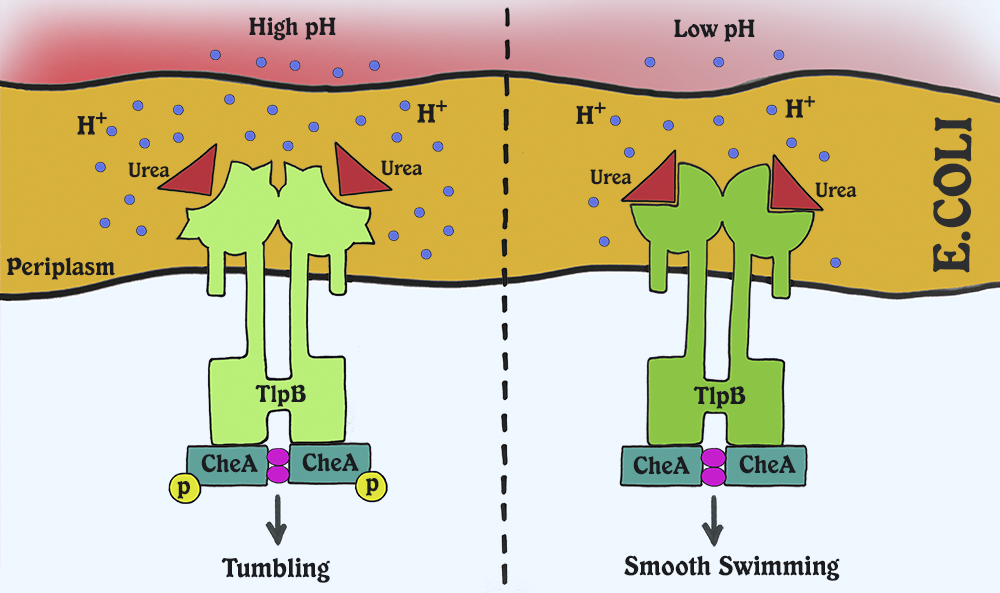 High pH
H⁺
H⁺
Urea
Urea
Periplasm
TlpB
CheA
CheA
p
p
Tumbling
Low pH
H⁺
H⁺
Urea
Urea
E.COLI
TlpB
CheA
CheA
Smooth Swimming